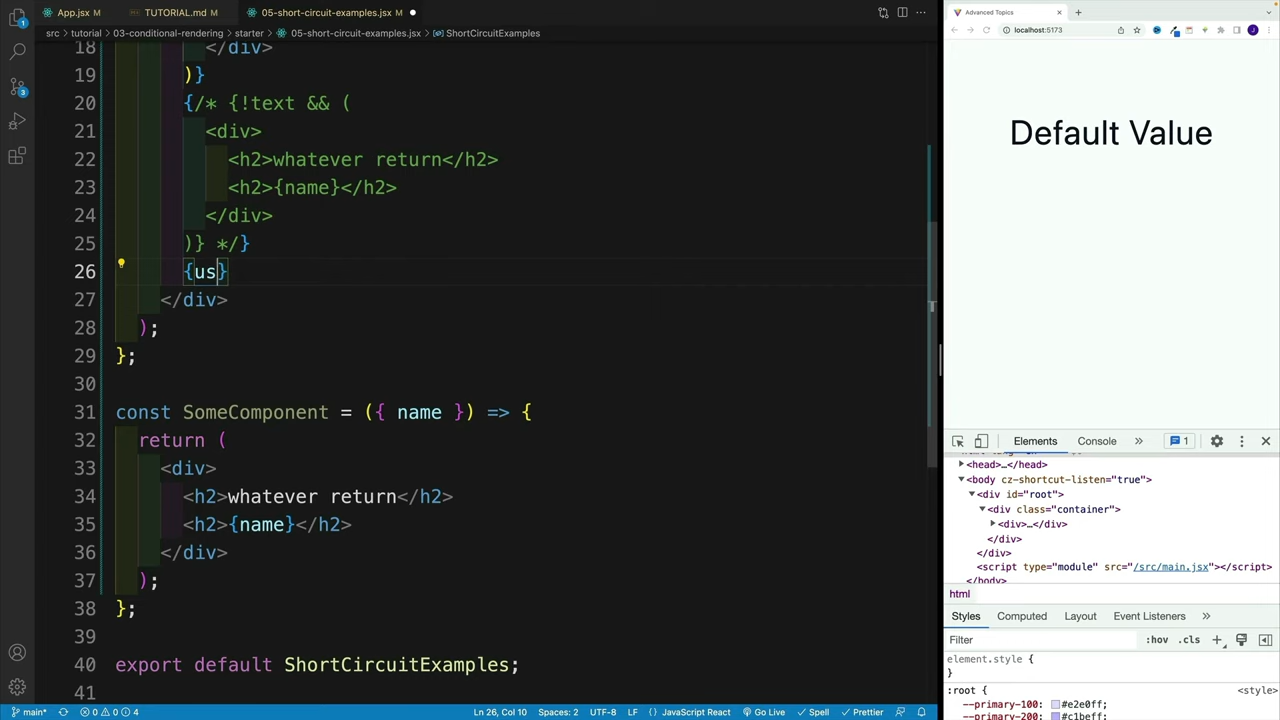 App.jsx M
TUTORIAL.md M
05-short-circuit-examples.jsx M
src > tutorial > 03-conditional-rendering > starter > 05-short-circuit-examples.jsx > ShortCircuitExamples
18 </div>
19 )}
20 {/* {!text && (
21 <div>
22 <h2>whatever return</h2>
23 <h2>{name}</h2>
24 </div>
25 )} */}
26 {us}
27 </div>
28 );
29 };
30
31 const SomeComponent = ({ name }) => {
32 return (
33 <div>
34 <h2>whatever return</h2>
35 <h2>{name}</h2>
36 </div>
37 );
38 };
39
40 export default ShortCircuitExamples;
41
main* 0 0 4 Ln 26, Col 10 Spaces: 2 UTF-8 LF JavaScript React Go Live Spell Prettier
Advanced Topics
localhost:5173
Default Value
Elements Console 1
<head>…</head>
<body cz-shortcut-listen="true">
<div id="root">
<div class="container">
<div>…</div>
</div>
</div>
<script type="module" src="/src/main.jsx"></script>
</body>
html
Styles Computed Layout Event Listeners
Filter :hov .cls
element.style {
}
:root { <style>
--primary-100: #e2e0ff;
--primary-200: #c1beff;